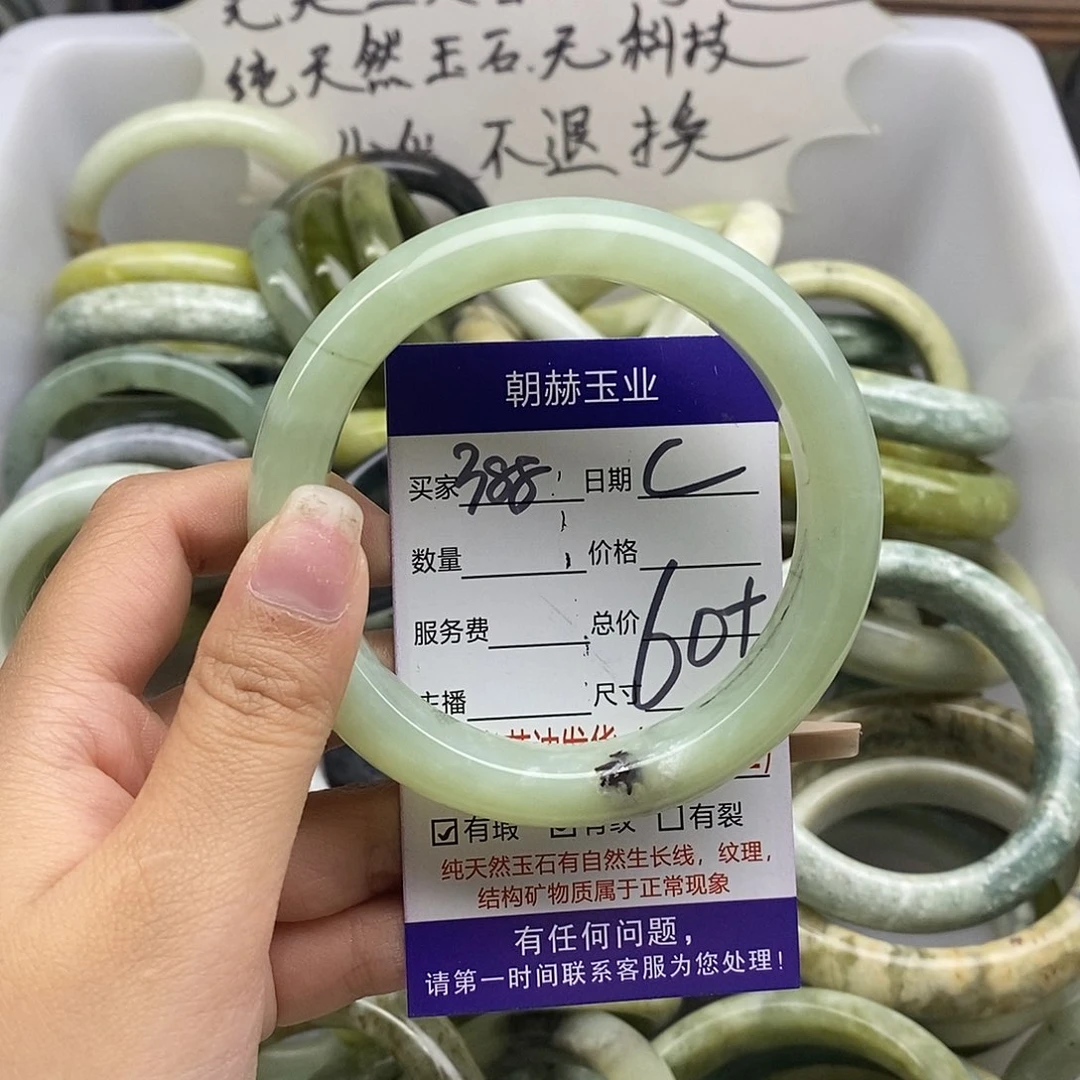 纯天然玉石.无科技
不退换
朝赫玉业
买家 388 日期 C
数量 价格
服务费 总价 60+
主播 尺寸
有瑕 有纹 有裂
纯天然玉石有自然生长线，纹理，
结构矿物质属于正常现象
有任何问题，
请第一时间联系客服为您处理！